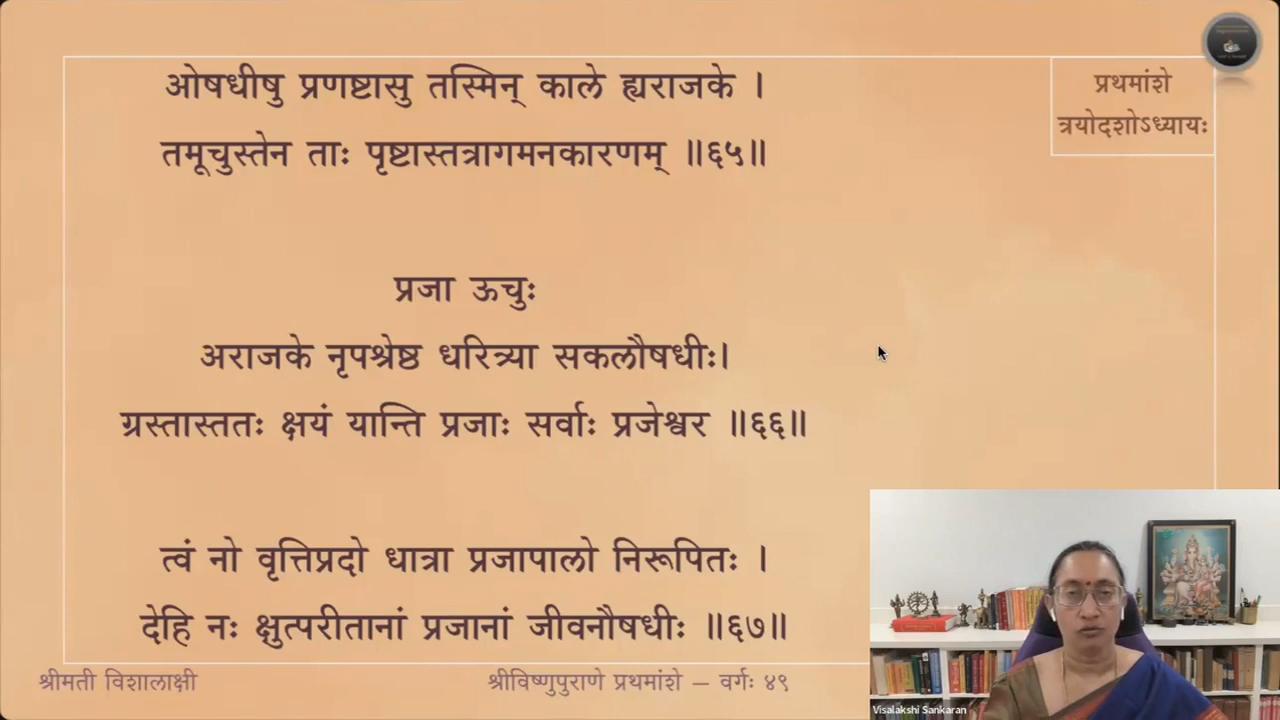 ओषधीषु प्रणष्टासु तस्मिन् काले ह्यराजके ।
तमूचुस्तेन ताः पृष्टास्तत्रागमनकारणम् ॥६५॥
प्रथमांशे
त्रयोदशोऽध्यायः
प्रजा ऊचुः
अराजके नृपश्रेष्ठ धरित्र्या सकलौषधीः।
ग्रस्तास्ततः क्षयं यान्ति प्रजाः सर्वाः प्रजेश्वर ॥६६॥
त्वं नो वृत्तिप्रदो धात्रा प्रजापालो निरूपितः ।
देहि नः क्षुत्परीतानां प्रजानां जीवनौषधीः ॥६७॥
श्रीमती विशालाक्षी
श्रीविष्णुपुराणे प्रथमांशे – वर्गः ४९
Visalakshi Sankaran